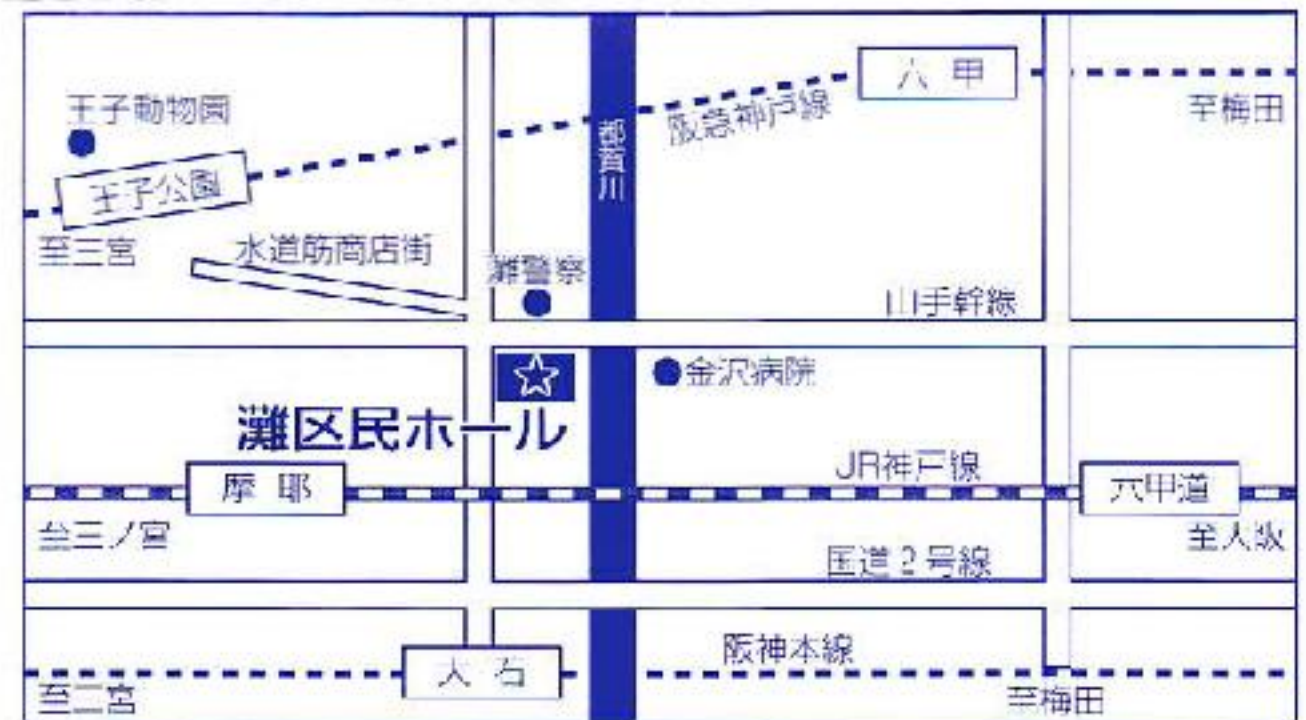 六 甲
王子動物園
至梅田
阪急神戸線
都賀川
王子公園
至三宮
水道筋商店街
灘警察
山手幹線
☆
●金沢病院
灘区民ホール
JR神戸線
摩 耶
六甲道
至三ノ宮
至大阪
国道2号線
阪神本線
大 石
至三宮
至梅田